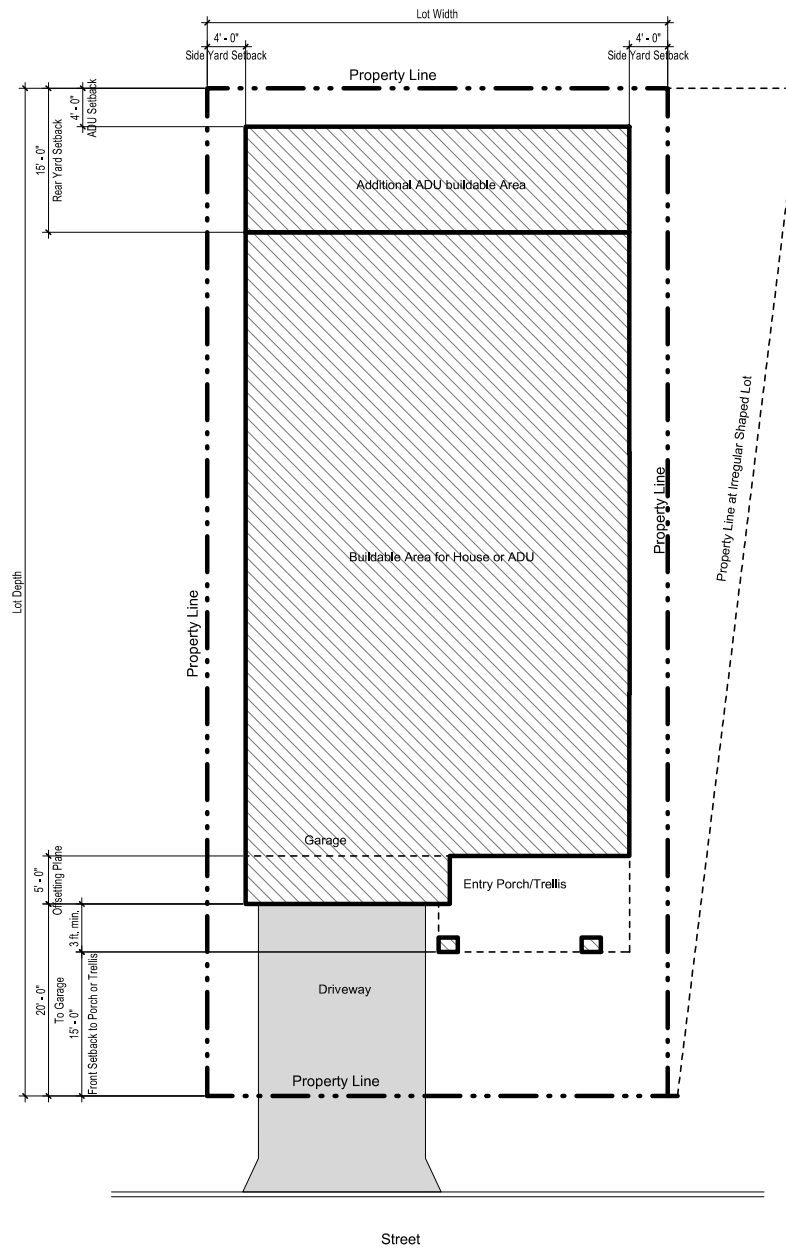 Lot Width
4' - 0"
Side Yard Setback
4' - 0"
Side Yard Setback
Property Line
4' - 0"
ADU Setback
15' - 0"
Rear Yard Setback
Additional ADU buildable Area
Property Line at Irregular Shaped Lot
Property Line
Buildable Area for House or ADU
Lot Depth
Property Line
Garage
5' - 0"
Offsetting Plane
Entry Porch/Trellis
3 ft. min.
Driveway
20' - 0"
To Garage
15' - 0"
Front Setback to Porch or Trellis
Property Line
Street